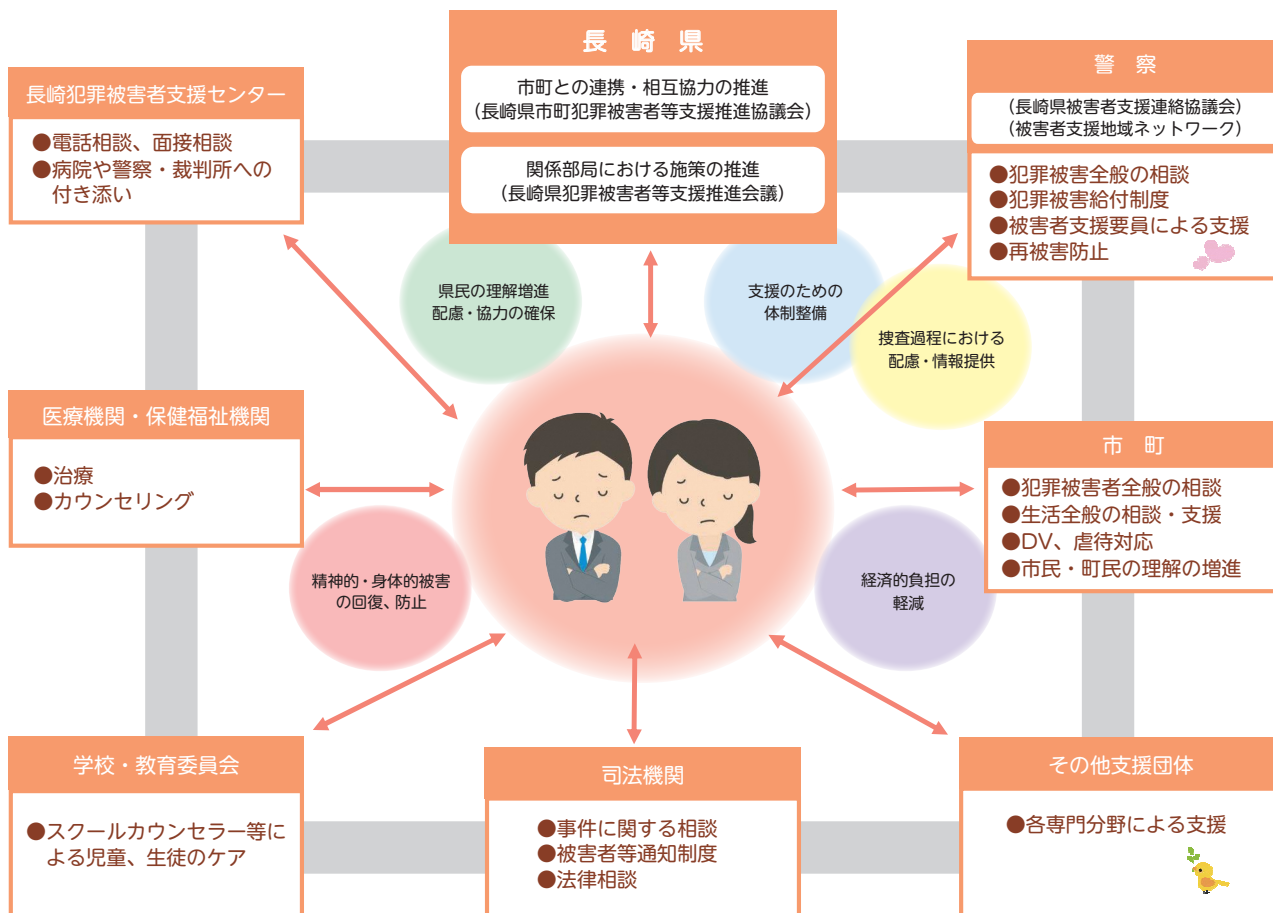 長崎県
市町との連携・相互協力の推進
(長崎県市町犯罪被害者等支援推進協議会)
関係部局における施策の推進
(長崎県犯罪被害者等支援推進会議)
長崎犯罪被害者支援センター
●電話相談、面接相談
●病院や警察・裁判所への
付き添い
警 察
(長崎県被害者支援連絡協議会)
(被害者支援地域ネットワーク)
●犯罪被害全般の相談
●犯罪被害給付制度
●被害者支援要員による支援
●再被害防止
県民の理解増進
配慮・協力の確保
支援のための
体制整備
捜査過程における
配慮・情報提供
医療機関・保健福祉機関
●治療
●カウンセリング
市 町
●犯罪被害者全般の相談
●生活全般の相談・支援
●DV、虐待対応
●市民・町民の理解の増進
精神的・身体的被害
の回復、防止
経済的負担の
軽減
学校・教育委員会
●スクールカウンセラー等に
よる児童、生徒のケア
司法機関
●事件に関する相談
●被害者等通知制度
●法律相談
その他支援団体
●各専門分野による支援